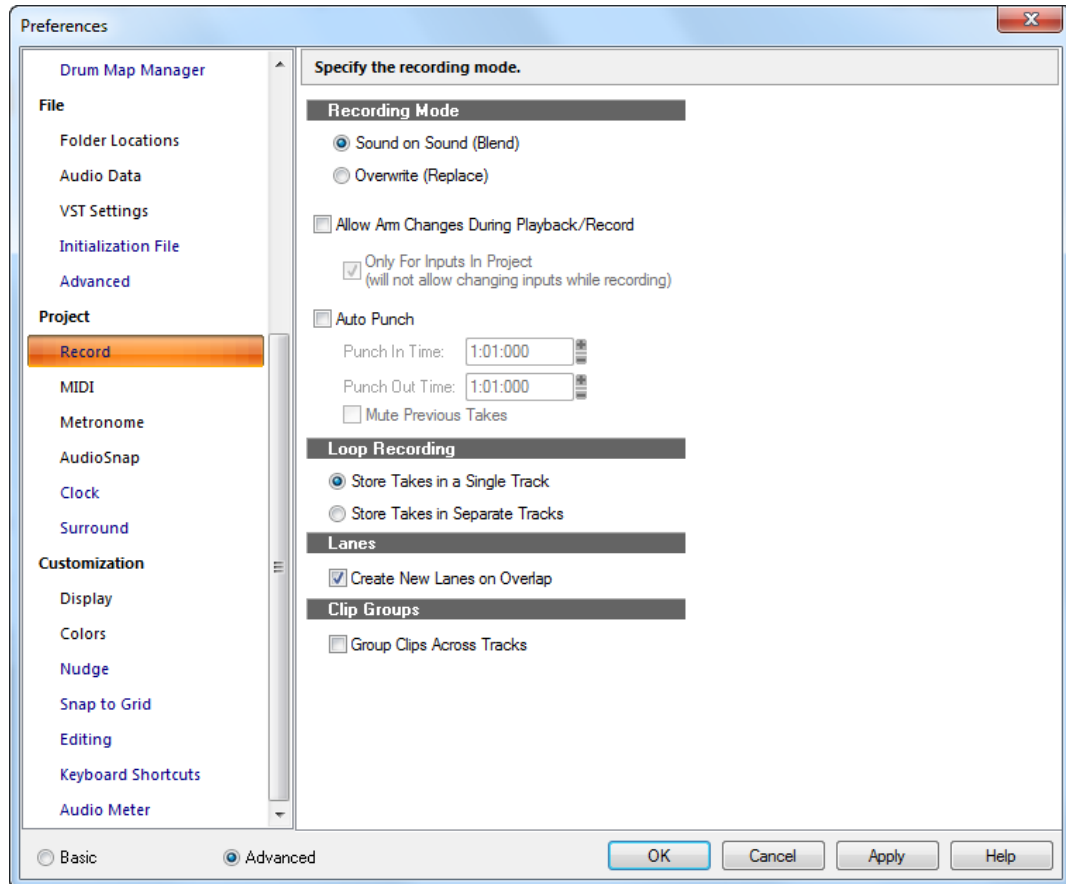 Preferences
Drum Map Manager
File
Folder Locations
Audio Data
VST Settings
Initialization File
Advanced
Project
Record
MIDI
Metronome
AudioSnap
Clock
Surround
Customization
Display
Colors
Nudge
Snap to Grid
Editing
Keyboard Shortcuts
Audio Meter
Specify the recording mode.
Recording Mode
Sound on Sound (Blend)
Overwrite (Replace)
Allow Arm Changes During Playback/Record
Only For Inputs In Project
(will not allow changing inputs while recording)
Auto Punch
Punch In Time: 1:01:000
Punch Out Time: 1:01:000
Mute Previous Takes
Loop Recording
Store Takes in a Single Track
Store Takes in Separate Tracks
Lanes
Create New Lanes on Overlap
Clip Groups
Group Clips Across Tracks
Basic Advanced OK Cancel Apply Help